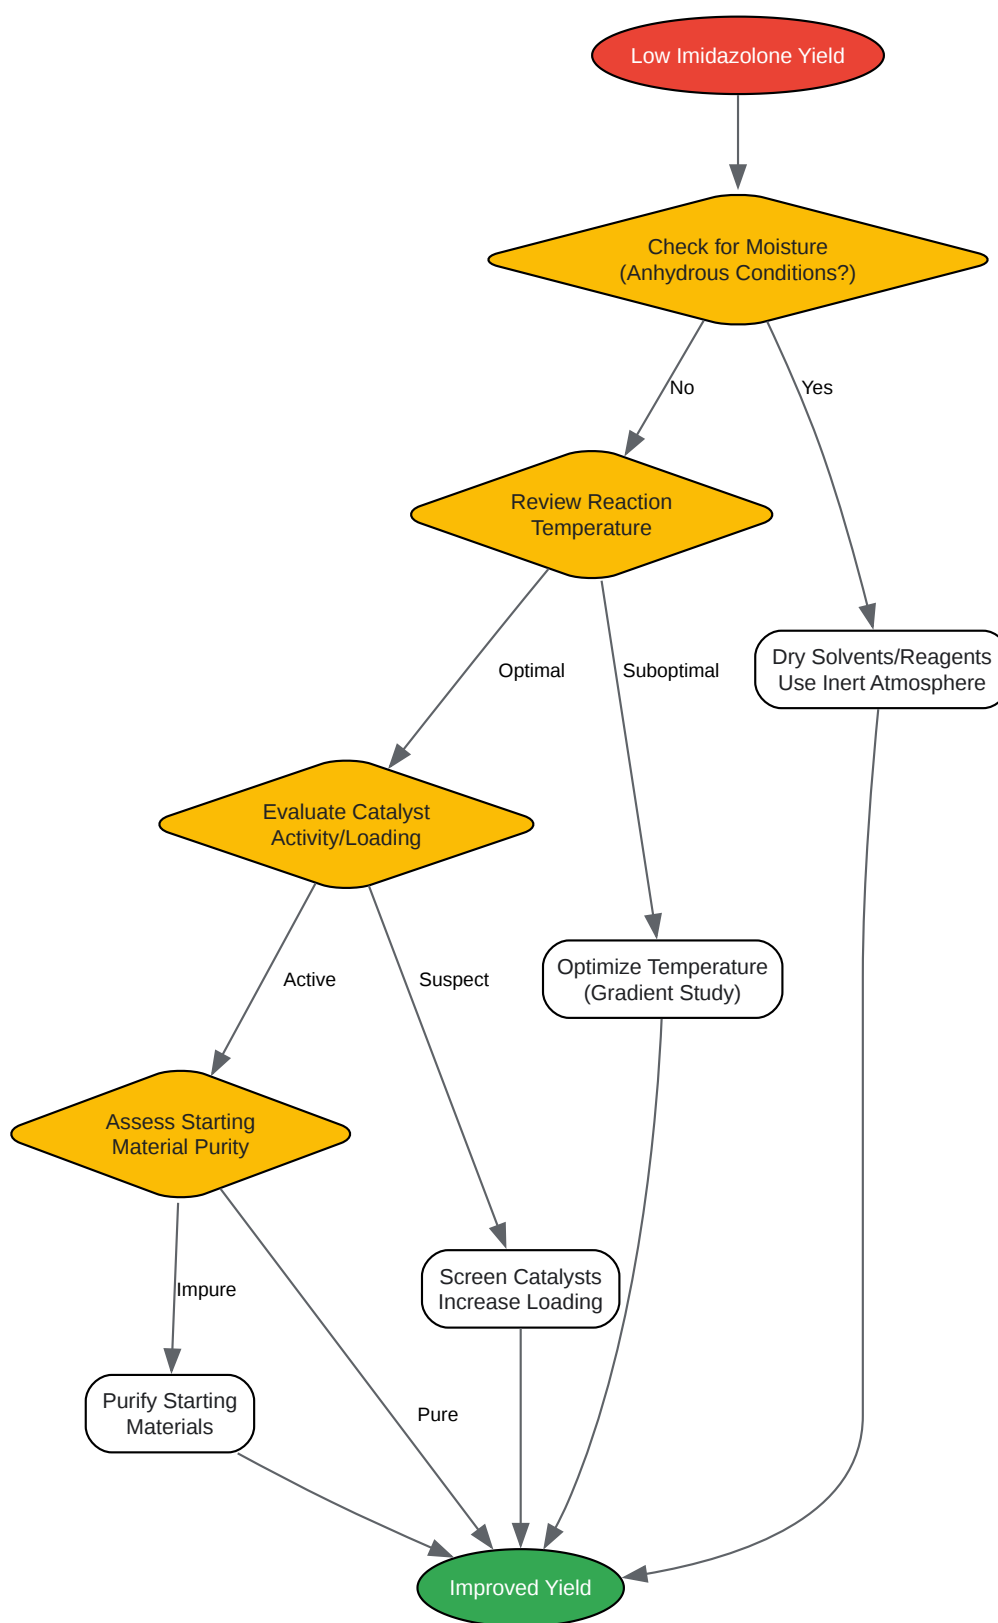 Low Imidazolone Yield
Check for Moisture
(Anhydrous Conditions?)
No
Yes
Review Reaction
Temperature
Dry Solvents/Reagents
Use Inert Atmosphere
Optimal
Suboptimal
Evaluate Catalyst
Activity/Loading
Optimize Temperature
(Gradient Study)
Active
Suspect
Assess Starting
Material Purity
Screen Catalysts
Increase Loading
Impure
Purify Starting
Materials
Pure
Improved Yield